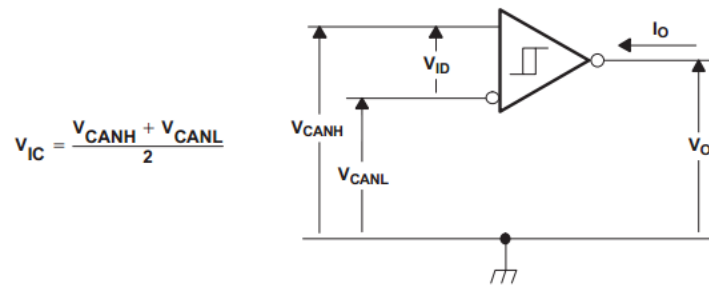 V_IC = (V_CANH + V_CANL) / 2
V_ID
V_CANH
V_CANL
I_O
V_O